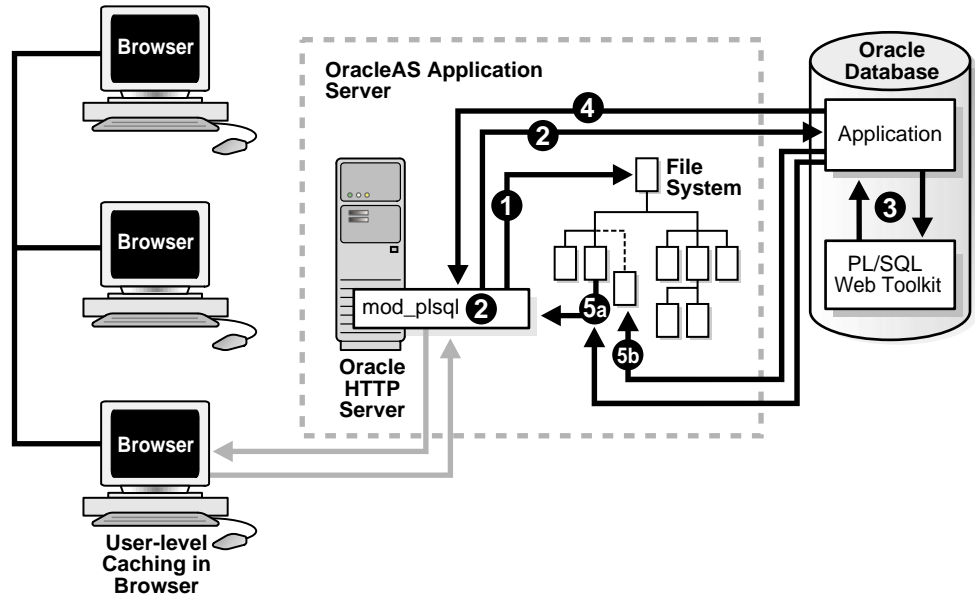 Browser
Browser
Browser
User-level
Caching in
Browser
OracleAS Application
Server
4
2
1
File
System
mod_plsql 2
5a
5b
Oracle
HTTP
Server
Oracle
Database
Application
3
PL/SQL
Web Toolkit